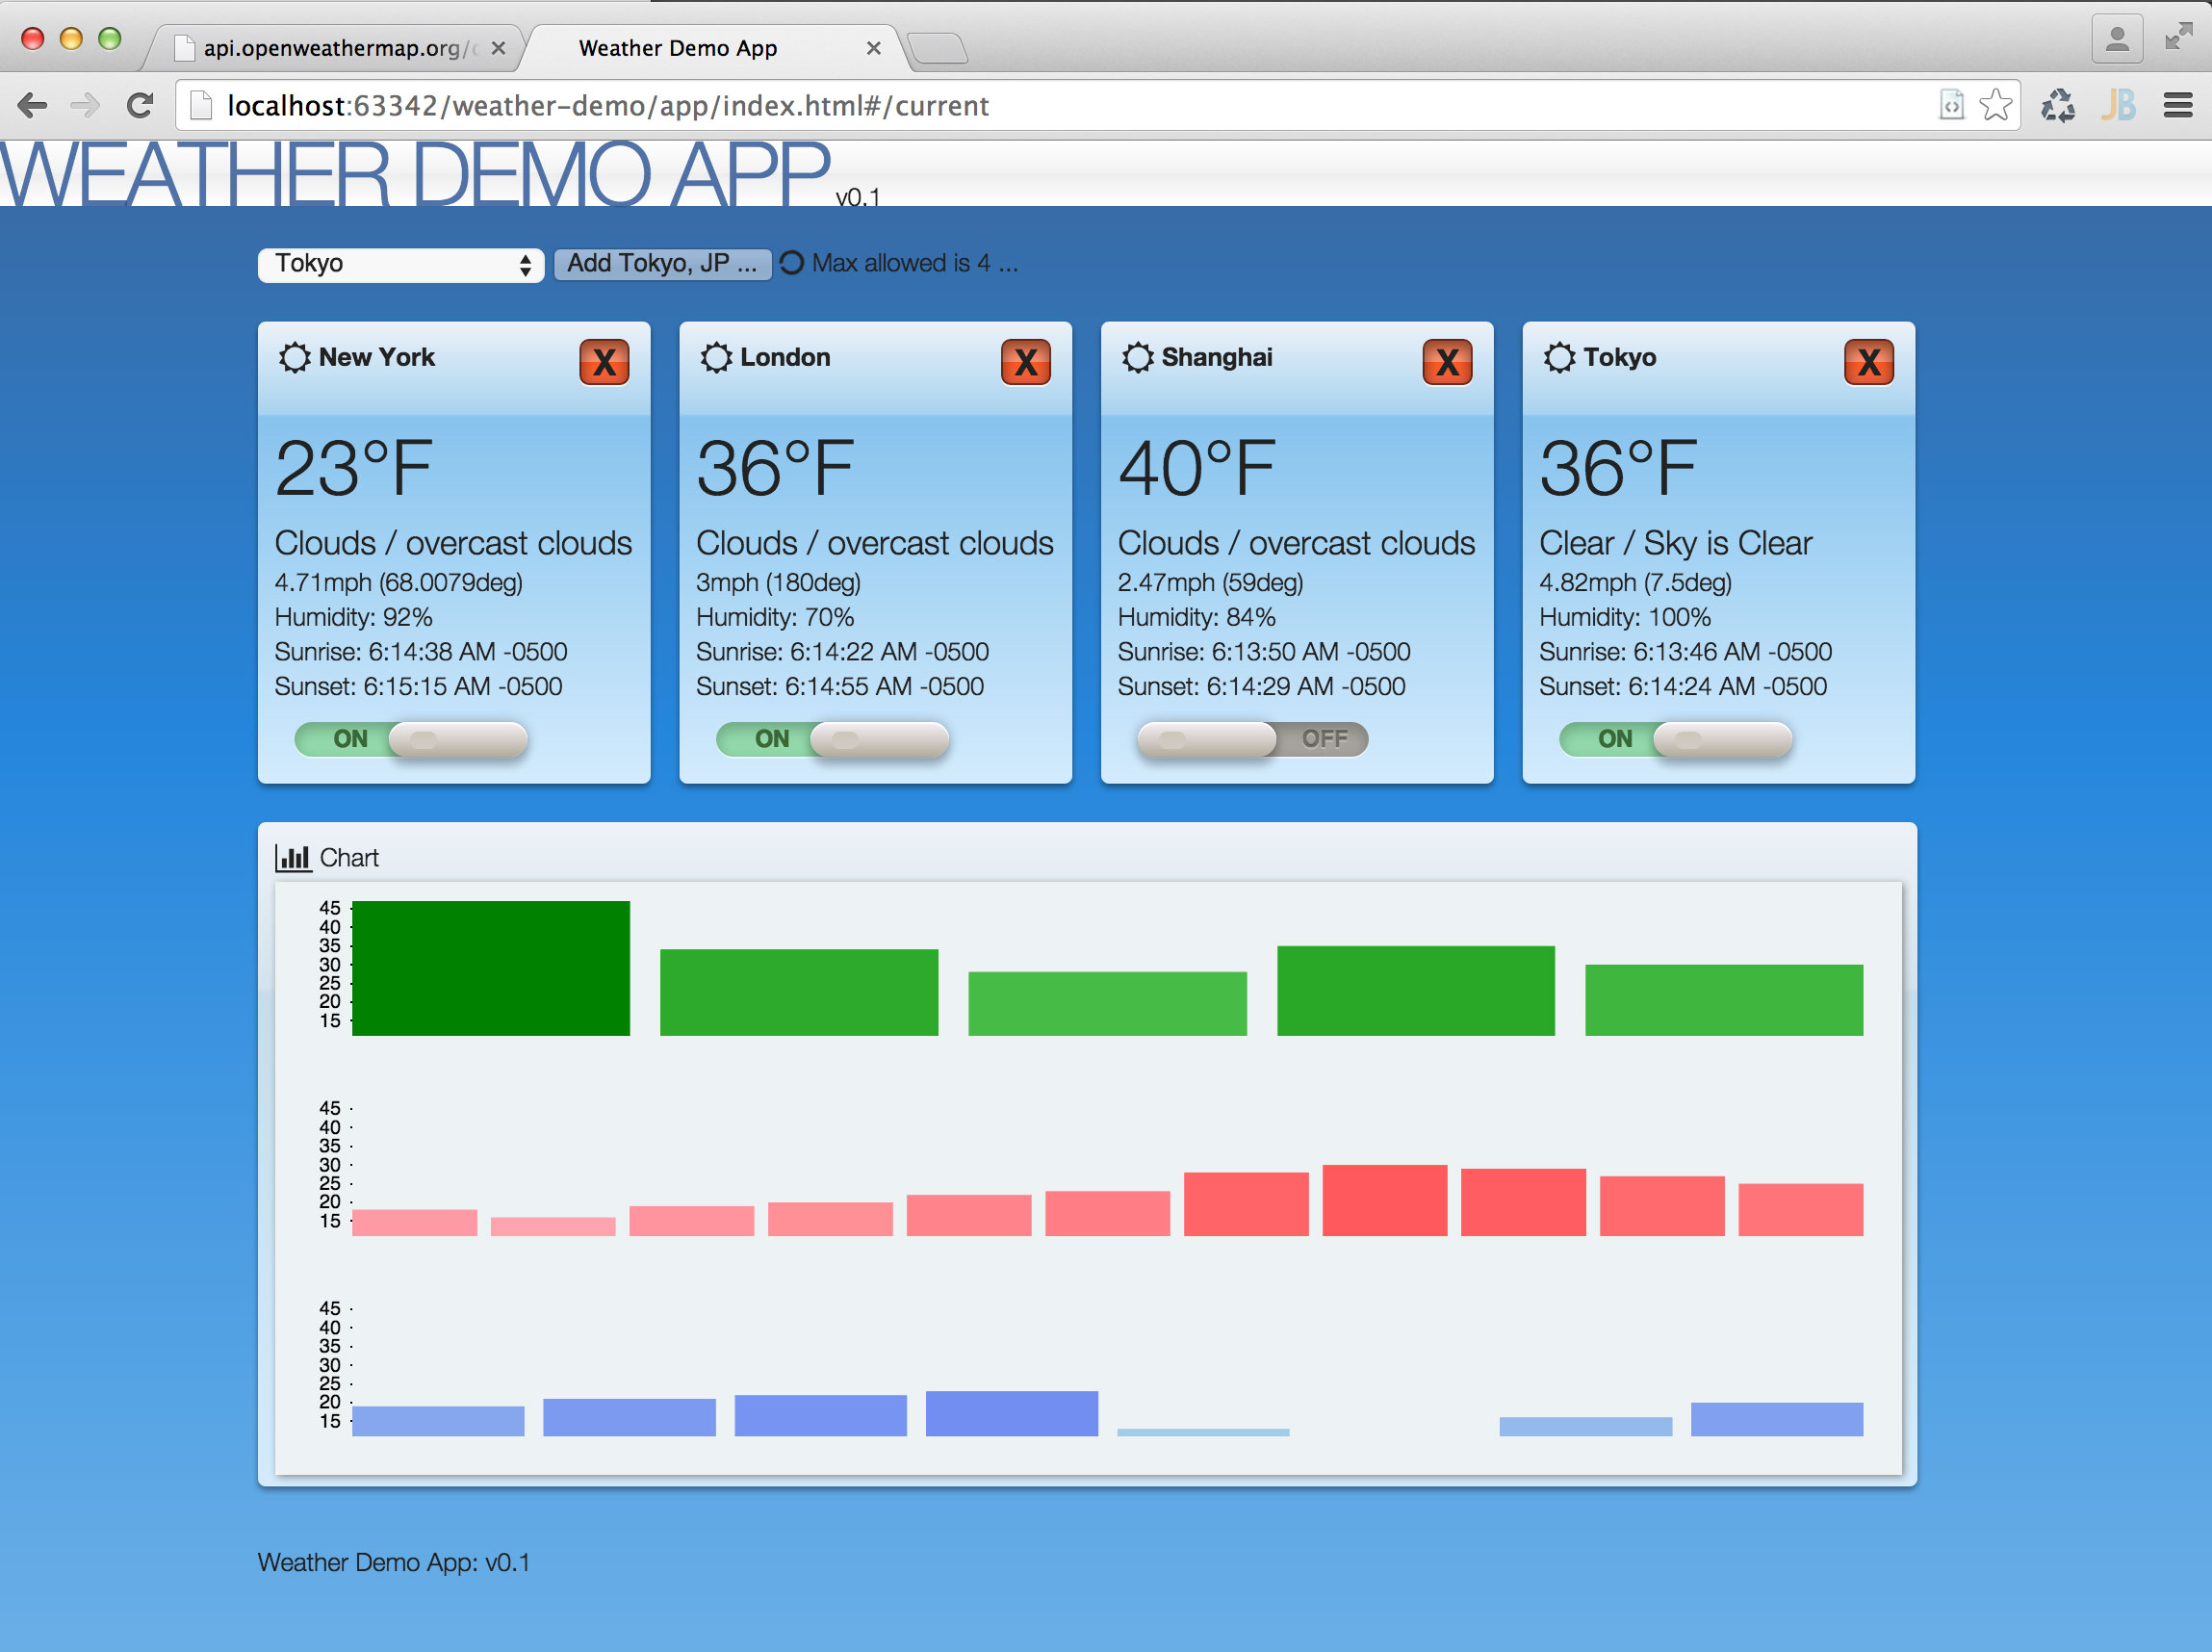 api.openweathermap.org/
Weather Demo App
localhost:63342/weather-demo/app/index.html#/current
JB
WEATHER DEMO APP v0.1
Tokyo
Add Tokyo, JP ...
Max allowed is 4 ...
New York X
23°F
Clouds / overcast clouds
4.71mph (68.0079deg)
Humidity: 92%
Sunrise: 6:14:38 AM -0500
Sunset: 6:15:15 AM -0500
ON
London X
36°F
Clouds / overcast clouds
3mph (180deg)
Humidity: 70%
Sunrise: 6:14:22 AM -0500
Sunset: 6:14:55 AM -0500
ON
Shanghai X
40°F
Clouds / overcast clouds
2.47mph (59deg)
Humidity: 84%
Sunrise: 6:13:50 AM -0500
Sunset: 6:14:29 AM -0500
OFF
Tokyo X
36°F
Clear / Sky is Clear
4.82mph (7.5deg)
Humidity: 100%
Sunrise: 6:13:46 AM -0500
Sunset: 6:14:24 AM -0500
ON
Chart
45
40
35
30
25
20
15
45
40
35
30
25
20
15
45
40
35
30
25
20
15
Weather Demo App: v0.1